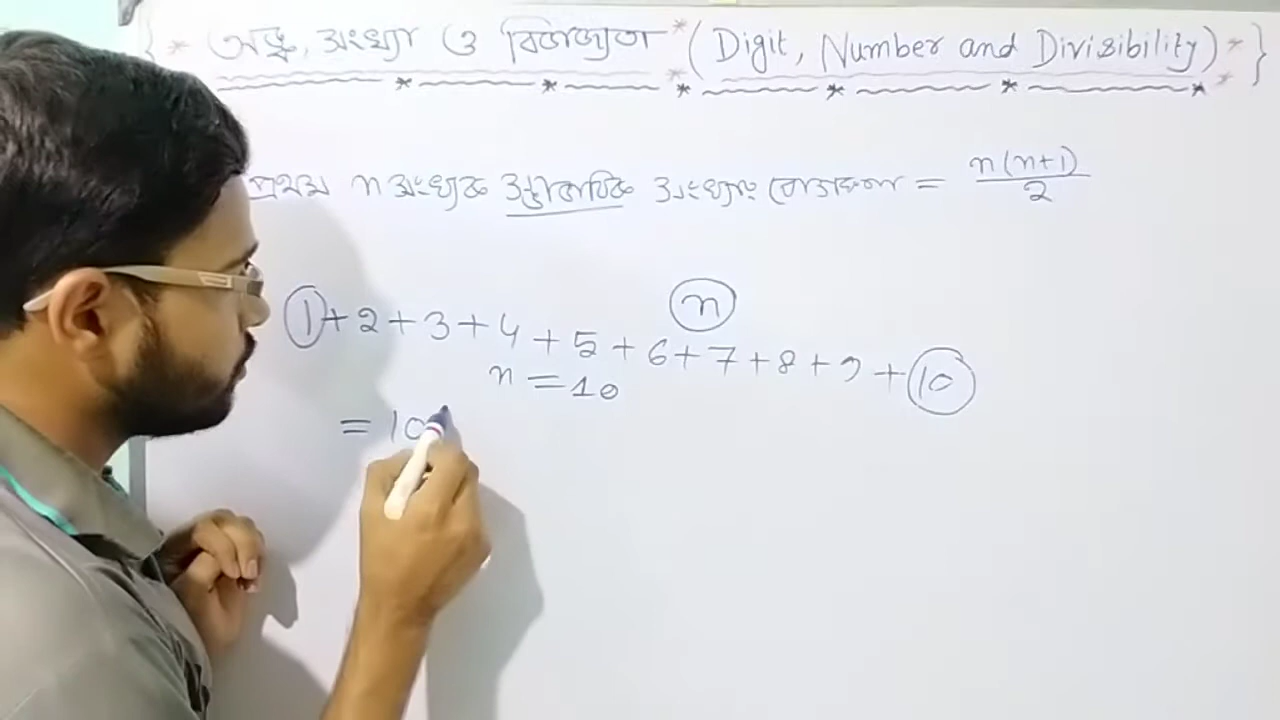 { * অঙ্ক, সংখ্যা ও বিভাজ্যতা * (Digit, Number and Divisibility) * }
প্রথম n সংখ্যক স্বাভাবিক সংখ্যার যোগফল = n(n+1)/2
n
1+2+3+4+5+6+7+8+9+10
n = 10
= 10